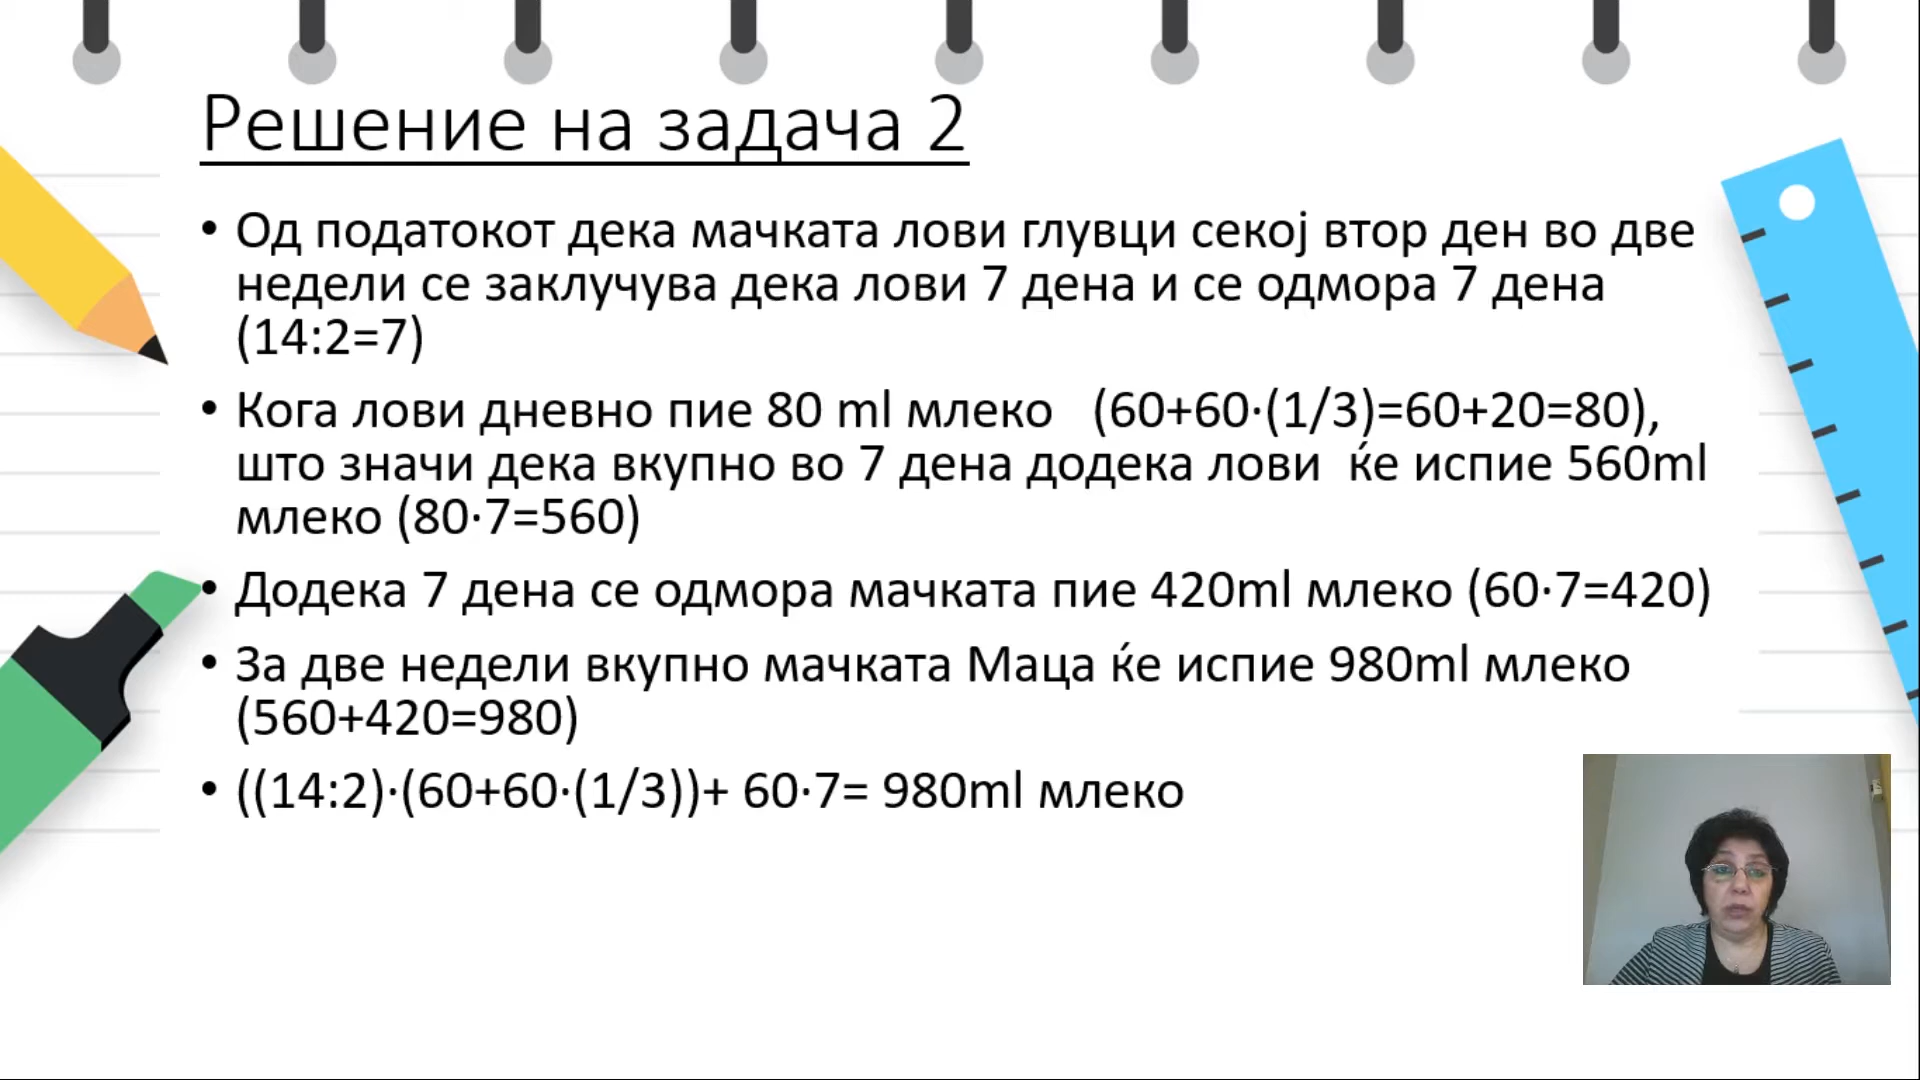 Решение на задача 2
• Од податокот дека мачката лови глувци секој втор ден во две
недели се заклучува дека лови 7 дена и се одмора 7 дена
(14:2=7)
• Кога лови дневно пие 80 ml млеко (60+60·(1/3)=60+20=80),
што значи дека вкупно во 7 дена додека лови ќе испие 560ml
млеко (80·7=560)
• Додека 7 дена се одмора мачката пие 420ml млеко (60·7=420)
• За две недели вкупно мачката Маца ќе испие 980ml млеко
(560+420=980)
• ((14:2)·(60+60·(1/3))+ 60·7= 980ml млеко